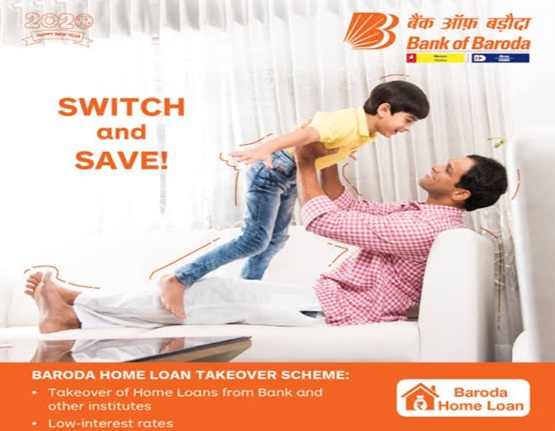 2020
HAPPY NEW YEAR
बैंक ऑफ़ बड़ौदा
Bank of Baroda
SWITCH
and
SAVE!
BARODA HOME LOAN TAKEOVER SCHEME:
• Takeover of Home Loans from Bank and
other institutes
• Low-interest rates
Baroda
Home Loan